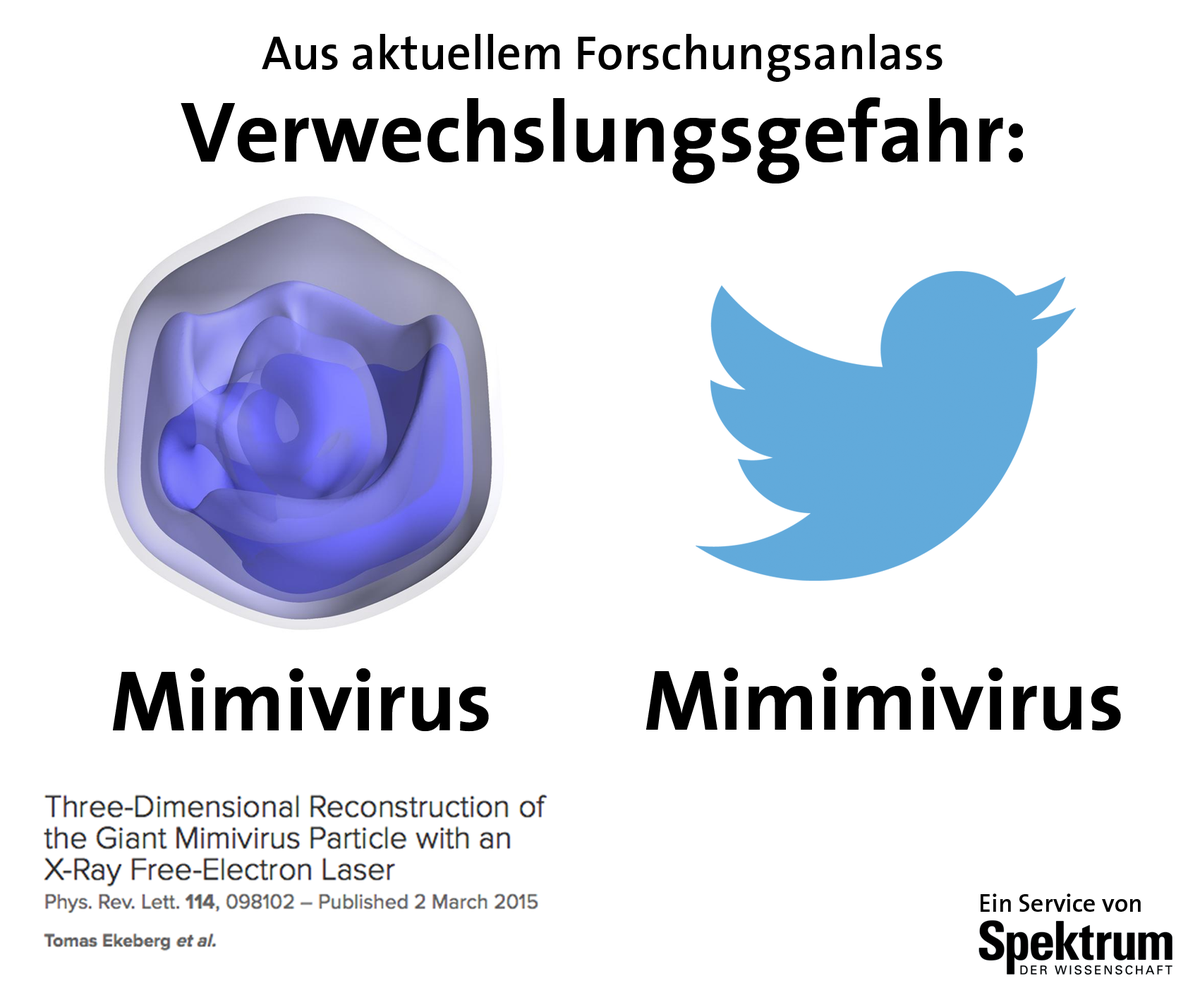 Aus aktuellem Forschungsanlass
Verwechslungsgefahr:
Mimivirus
Mimimivirus
Three-Dimensional Reconstruction of
the Giant Mimivirus Particle with an
X-Ray Free-Electron Laser
Phys. Rev. Lett. 114, 098102 – Published 2 March 2015
Tomas Ekeberg et al.
Ein Service von
Spektrum
DER WISSENSCHAFT